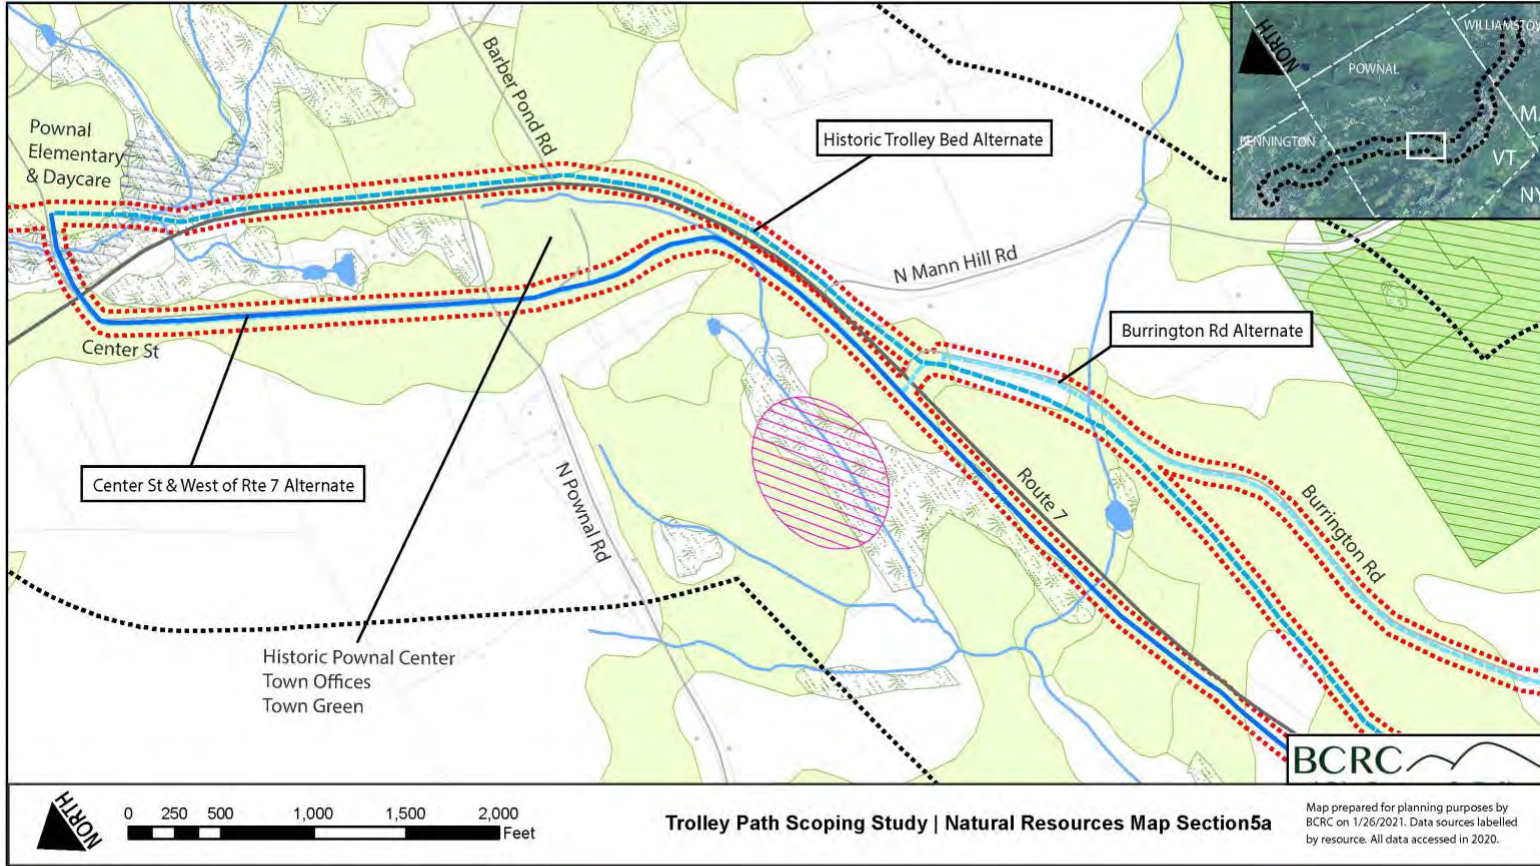 Pownal
Elementary
& Daycare
Barber Pond Rd
Historic Trolley Bed Alternate
NORTH
WILLIAMSTOW
POWNAL
BENNINGTON
VT
N Mann Hill Rd
Burrington Rd Alternate
Center St
Center St & West of Rte 7 Alternate
N Pownal Rd
Route 7
Burrington Rd
Historic Pownal Center
Town Offices
Town Green
BCRC
NORTH
0 250 500 1,000 1,500 2,000
Feet
Trolley Path Scoping Study | Natural Resources Map Section5a
Map prepared for planning purposes by
BCRC on 1/26/2021. Data sources labelled
by resource. All data accessed in 2020.